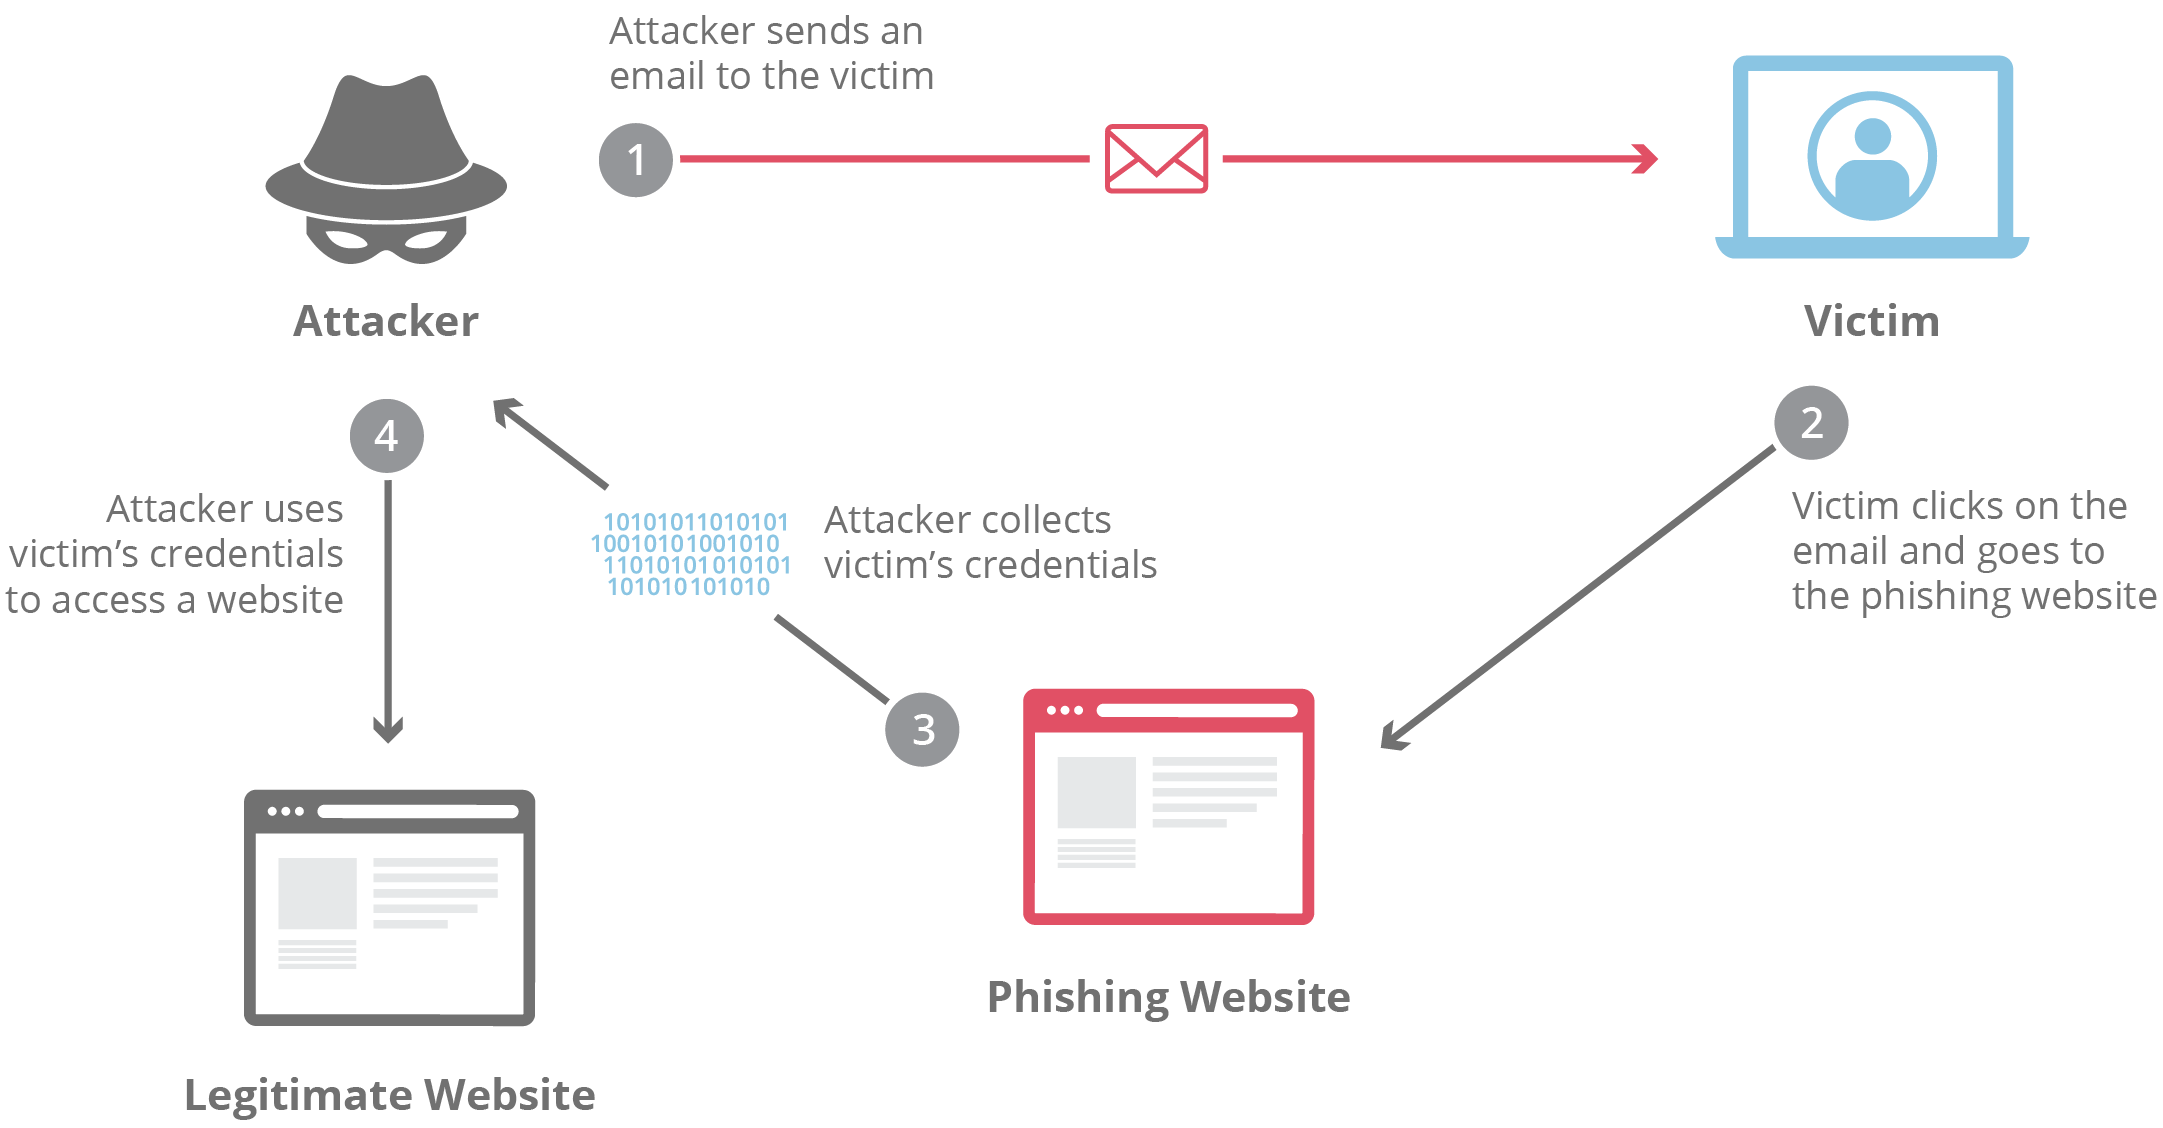 Attacker sends an
email to the victim
1
Attacker
Victim
2
Victim clicks on the
email and goes to
the phishing website
3
10101011010101
10010101001010
11010101010101
101010101010
Attacker collects
victim’s credentials
4
Attacker uses
victim’s credentials
to access a website
Phishing Website
Legitimate Website